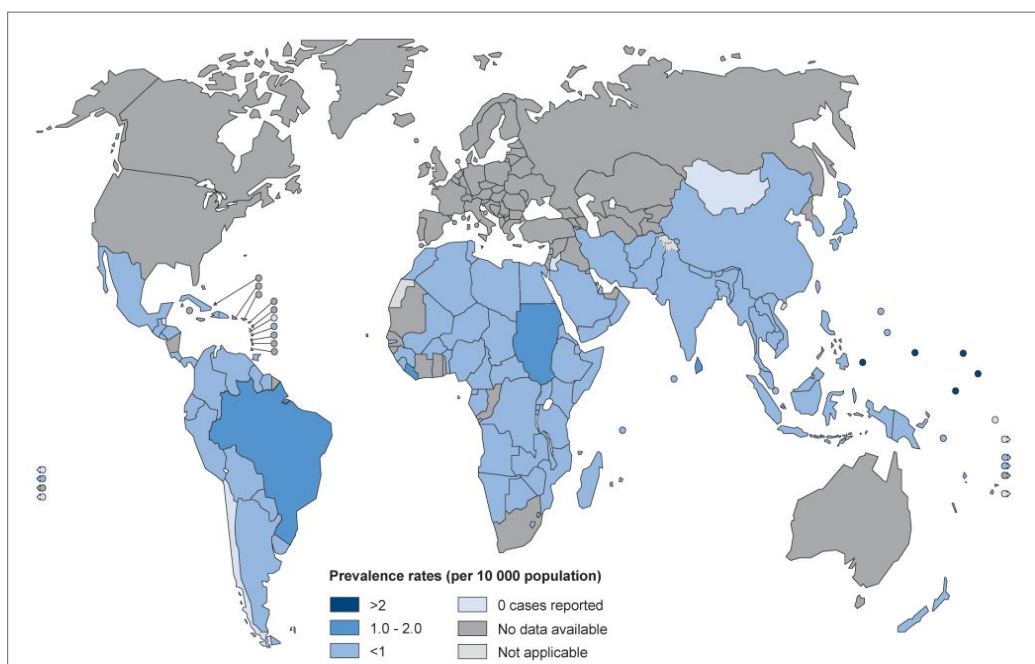 Prevalence rates (per 10 000 population)
>2
1.0 - 2.0
<1
0 cases reported
No data available
Not applicable